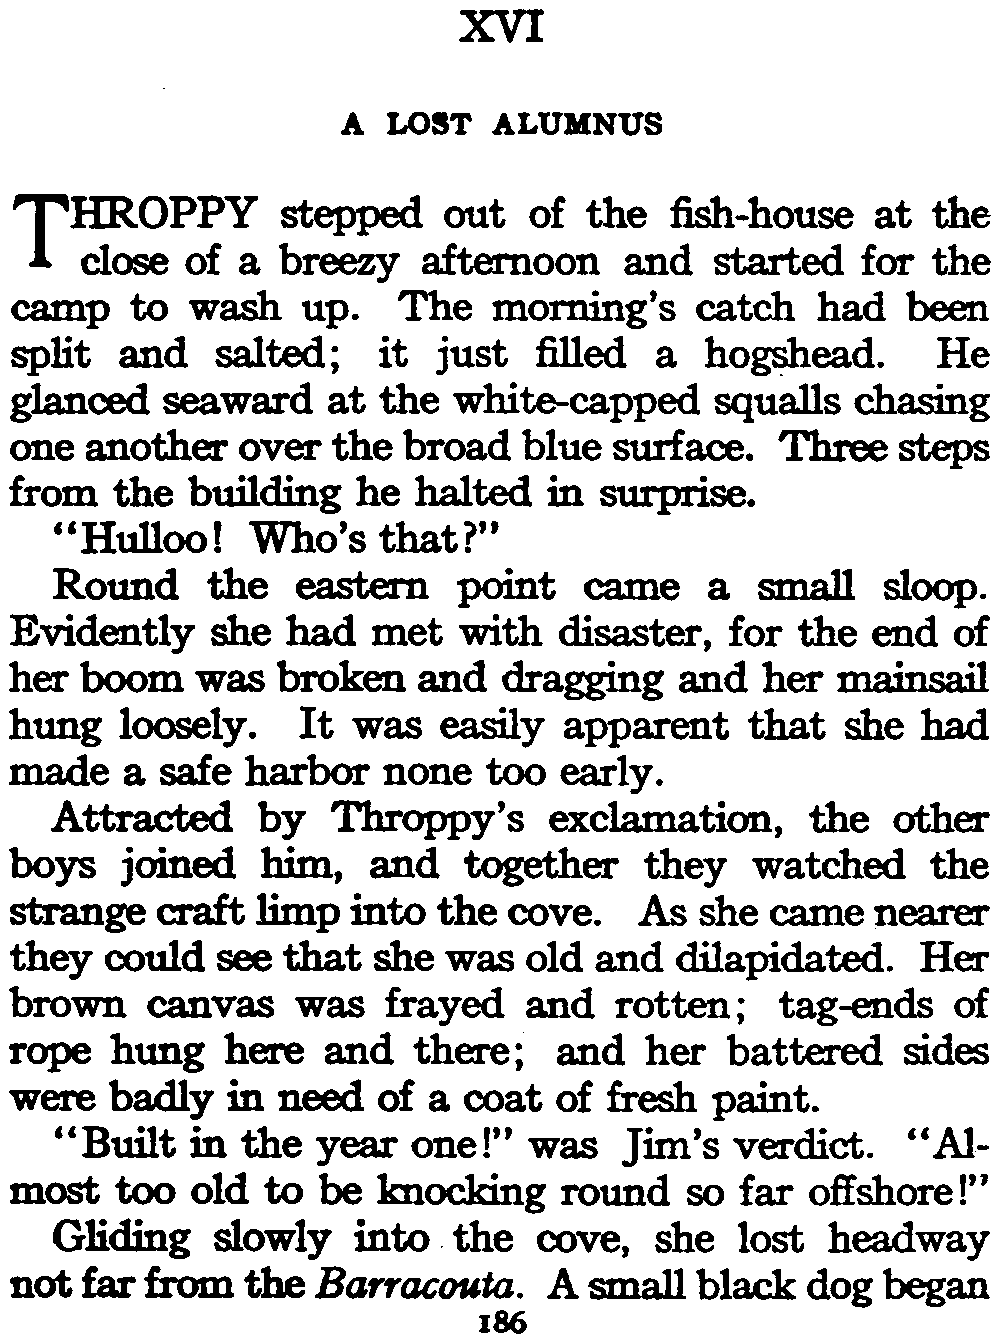 XVI
A LOST ALUMNUS
THROPPY stepped out of the fish-house at the
close of a breezy afternoon and started for the
camp to wash up. The morning's catch had been
split and salted; it just filled a hogshead. He
glanced seaward at the white-capped squalls chasing
one another over the broad blue surface. Three steps
from the building he halted in surprise.
"Hulloo! Who's that?"
Round the eastern point came a small sloop.
Evidently she had met with disaster, for the end of
her boom was broken and dragging and her mainsail
hung loosely. It was easily apparent that she had
made a safe harbor none too early.
Attracted by Throppy's exclamation, the other
boys joined him, and together they watched the
strange craft limp into the cove. As she came nearer
they could see that she was old and dilapidated. Her
brown canvas was frayed and rotten; tag-ends of
rope hung here and there; and her battered sides
were badly in need of a coat of fresh paint.
"Built in the year one!" was Jim's verdict. "Al-
most too old to be knocking round so far offshore!"
Gliding slowly into the cove, she lost headway
not far from the Barracouta. A small black dog began
186